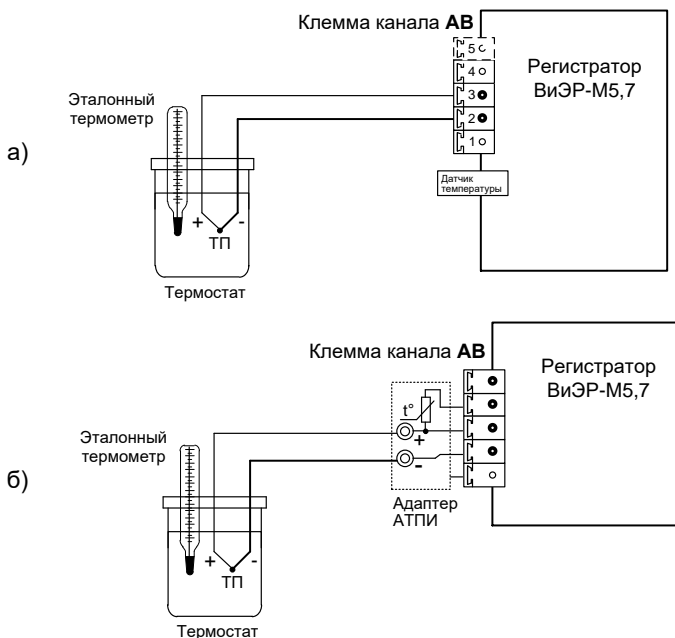 а)
Клемма канала АВ
5
4
3
2
1
Регистратор
ВиЭР-М5,7
Датчик
температуры
Эталонный
термометр
+ -
ТП
Термостат
б)
Клемма канала АВ
Регистратор
ВиЭР-М5,7
t°
+
-
Адаптер
АТПИ
Эталонный
термометр
+ -
ТП
Термостат